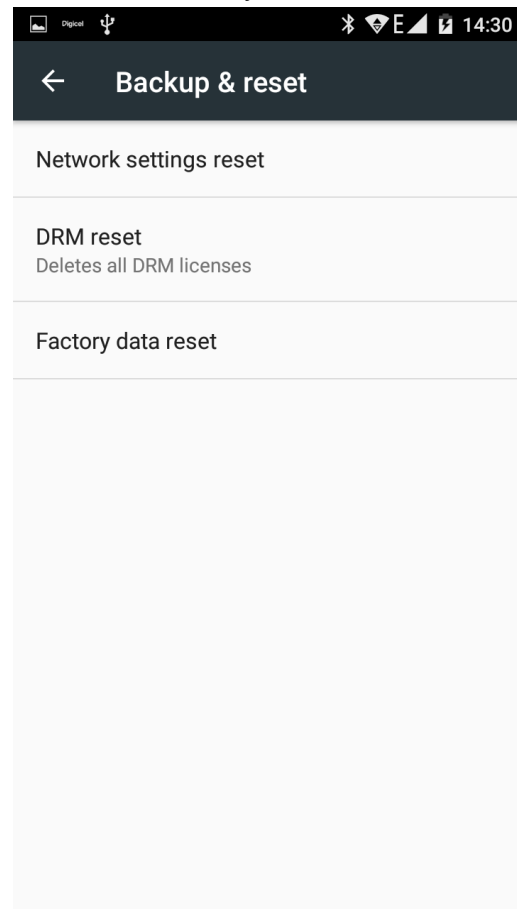 Digicel E 14:30
Backup & reset
Network settings reset
DRM reset
Deletes all DRM licenses
Factory data reset